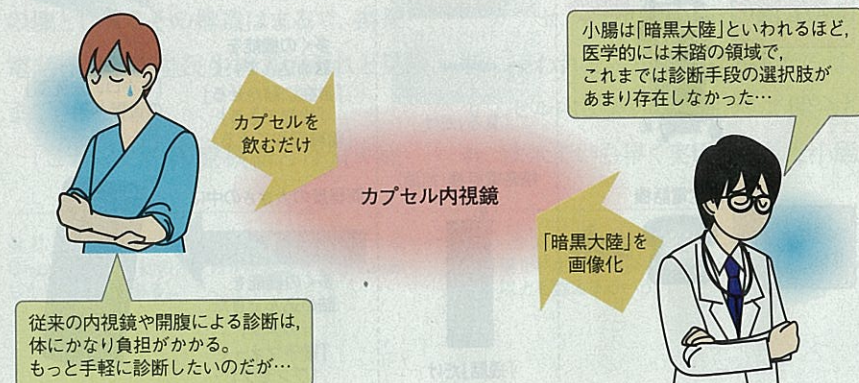 小腸は「暗黒大陸」といわれるほど,
医学的には未踏の領域で,
これまでは診断手段の選択肢が
あまり存在しなかった…
カプセルを
飲むだけ
カプセル内視鏡
「暗黒大陸」を
画像化
従来の内視鏡や開腹による診断は,
体にかなり負担がかかる。
もっと手軽に診断したいのだが…